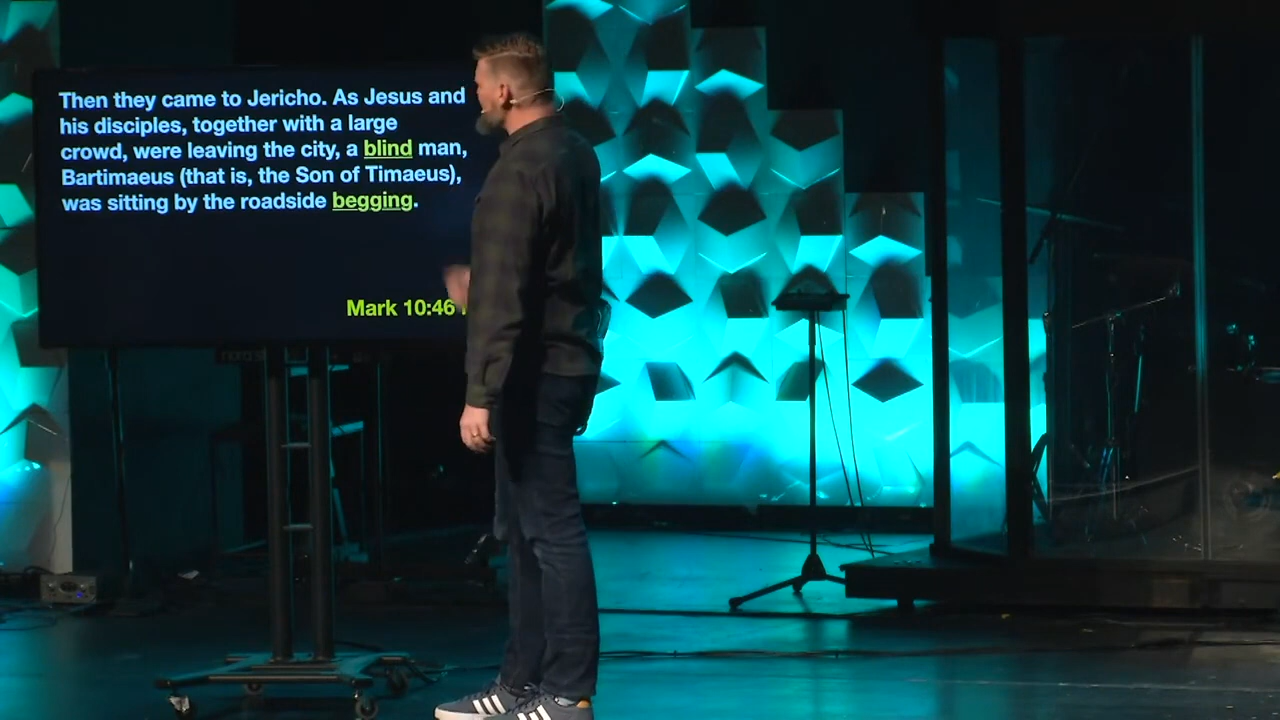 Then they came to Jericho. As Jesus and
his disciples, together with a large
crowd, were leaving the city, a blind man,
Bartimaeus (that is, the Son of Timaeus),
was sitting by the roadside begging.
Mark 10:46